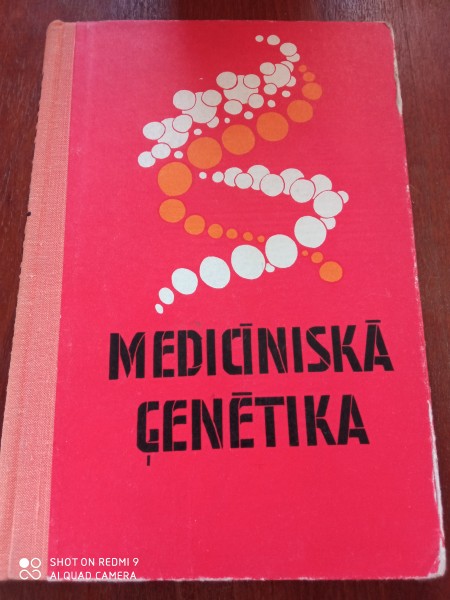 MEDICĪNISKĀ
ĢENĒTIKA
SHOT ON REDMI 9
AI QUAD CAMERA